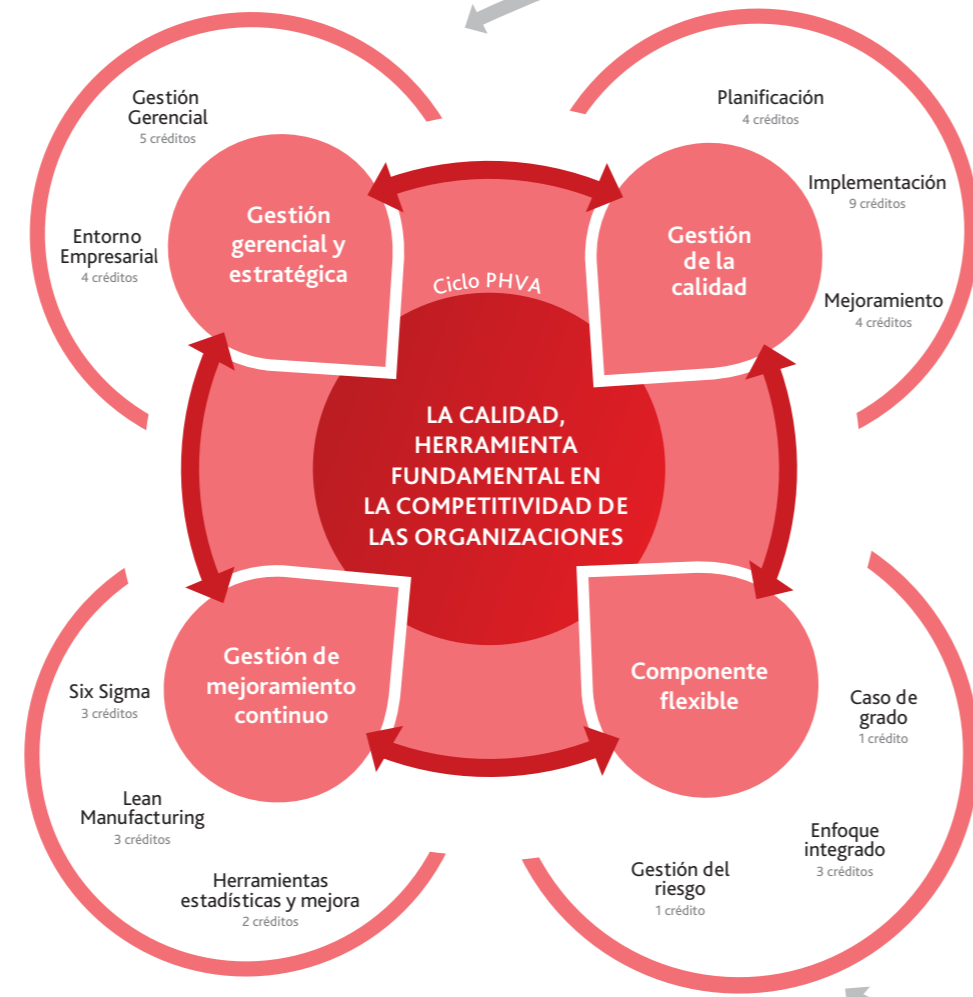 Gestión
Gerencial
5 créditos
Entorno
Empresarial
4 créditos
Gestión
gerencial y
estratégica
Planificación
4 créditos
Implementación
9 créditos
Mejoramiento
4 créditos
Gestión
de la
calidad
Ciclo PHVA
LA CALIDAD,
HERRAMIENTA
FUNDAMENTAL EN
LA COMPETITIVIDAD DE
LAS ORGANIZACIONES
Gestión de
mejoramiento
continuo
Six Sigma
3 créditos
Lean
Manufacturing
3 créditos
Herramientas
estadísticas y mejora
2 créditos
Componente
flexible
Caso de
grado
1 crédito
Enfoque
integrado
3 créditos
Gestión del
riesgo
1 crédito